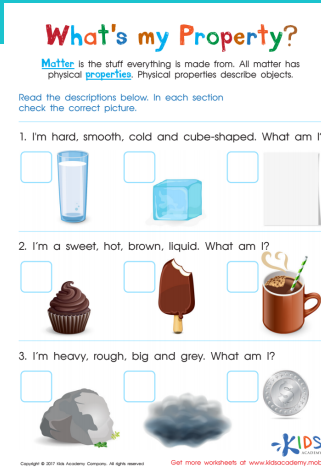 What's my Property?
Matter is the stuff everything is made from. All matter has
physical properties. Physical properties describe objects.
Read the descriptions below. In each section
check the correct picture.
1. I'm hard, smooth, cold and cube-shaped. What am I
2. I'm a sweet, hot, brown, liquid. What am I?
3. I'm heavy, rough, big and grey. What am I?
KIDS
ACADEMY
Copyright © 2017 Kids Academy Company. All rights reserved
Get more worksheets at www.kidsacademy.mob